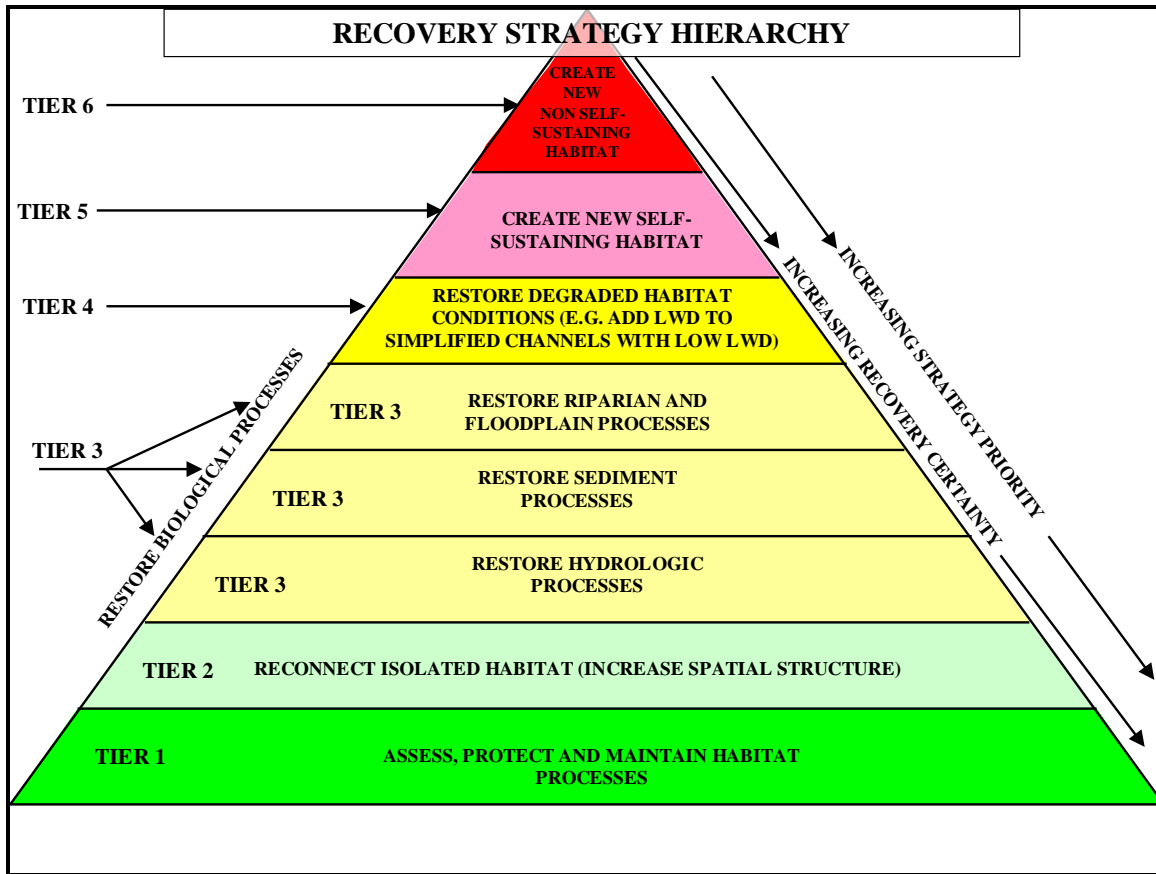 RECOVERY STRATEGY HIERARCHY
TIER 6
CREATE
NEW
NON SELF-
SUSTAINING
HABITAT
TIER 5
CREATE NEW SELF-
SUSTAINING HABITAT
TIER 4
RESTORE DEGRADED HABITAT
CONDITIONS (E.G. ADD LWD TO
SIMPLIFIED CHANNELS WITH LOW LWD)
TIER 3
RESTORE RIPARIAN AND
FLOODPLAIN PROCESSES
TIER 3
TIER 3
RESTORE SEDIMENT
PROCESSES
TIER 3
RESTORE HYDROLOGIC
PROCESSES
RESTORE BIOLOGICAL PROCESSES
INCREASING RECOVERY CERTAINTY
INCREASING STRATEGY PRIORITY
TIER 2
RECONNECT ISOLATED HABITAT (INCREASE SPATIAL STRUCTURE)
TIER 1
ASSESS, PROTECT AND MAINTAIN HABITAT
PROCESSES